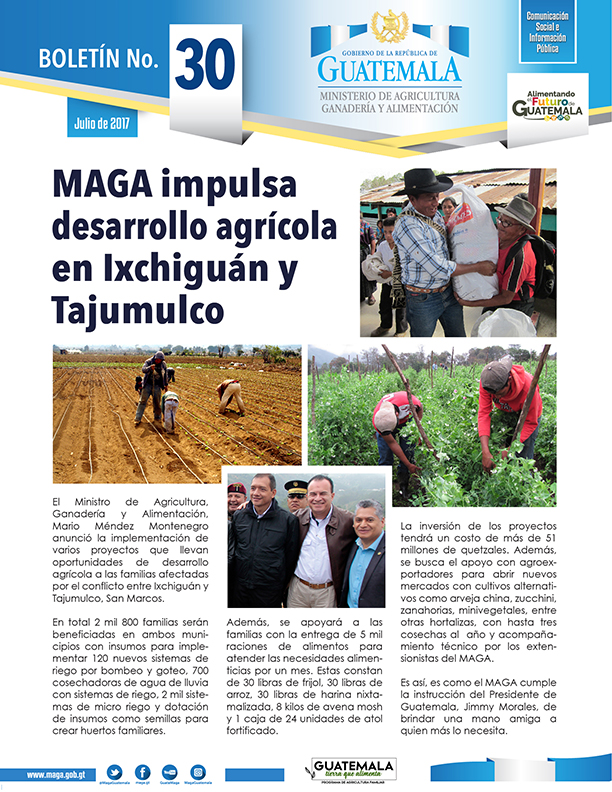 BOLETÍN No. 30
Julio de 2017
GOBIERNO DE LA REPÚBLICA DE
GUATEMALA
MINISTERIO DE AGRICULTURA
GANADERÍA Y ALIMENTACIÓN
Comunicación
Social e
Información
Pública
Alimentando
el Futuro de
GUATEMALA
MAGA impulsa
desarrollo agrícola
en Ixchiguán y
Tajumulco
El Ministro de Agricultura,
Ganadería y Alimentación,
Mario Méndez Montenegro
anunció la implementación de
varios proyectos que llevan
oportunidades de desarrollo
agrícola a las familias afectadas
por el conflicto entre Ixchiguán y
Tajumulco, San Marcos.
En total 2 mil 800 familias serán
beneficiadas en ambos muni-
cipios con insumos para imple-
mentar 120 nuevos sistemas de
riego por bombeo y goteo, 700
cosechadoras de agua de lluvia
con sistemas de riego, 2 mil siste-
mas de micro riego y dotación
de insumos como semillas para
crear huertos familiares.
Además, se apoyará a las
familias con la entrega de 5 mil
raciones de alimentos para
atender las necesidades alimen-
ticias por un mes. Estas constan
de 30 libras de frijol, 30 libras de
arroz, 30 libras de harina nixta-
malizada, 8 kilos de avena mosh
y 1 caja de 24 unidades de atol
fortificado.
La inversión de los proyectos
tendrá un costo de más de 51
millones de quetzales. Además,
se busca el apoyo con agroex-
portadores para abrir nuevos
mercados con cultivos alternati-
vos como arveja china, zucchini,
zanahorias, minivegetales, entre
otras hortalizas, con hasta tres
cosechas al año y acompaña-
miento técnico por los exten-
sionistas del MAGA.
Es así, es como el MAGA cumple
la instrucción del Presidente de
Guatemala, Jimmy Morales, de
brindar una mano amiga a
quien más lo necesita.
www.maga.gob.gt
@MagaGuatemala
maga.gt
GuateMaga
MagaGuatemala
GUATEMALA
tierra que alimenta
PROGRAMA DE AGRICULTURA FAMILIAR